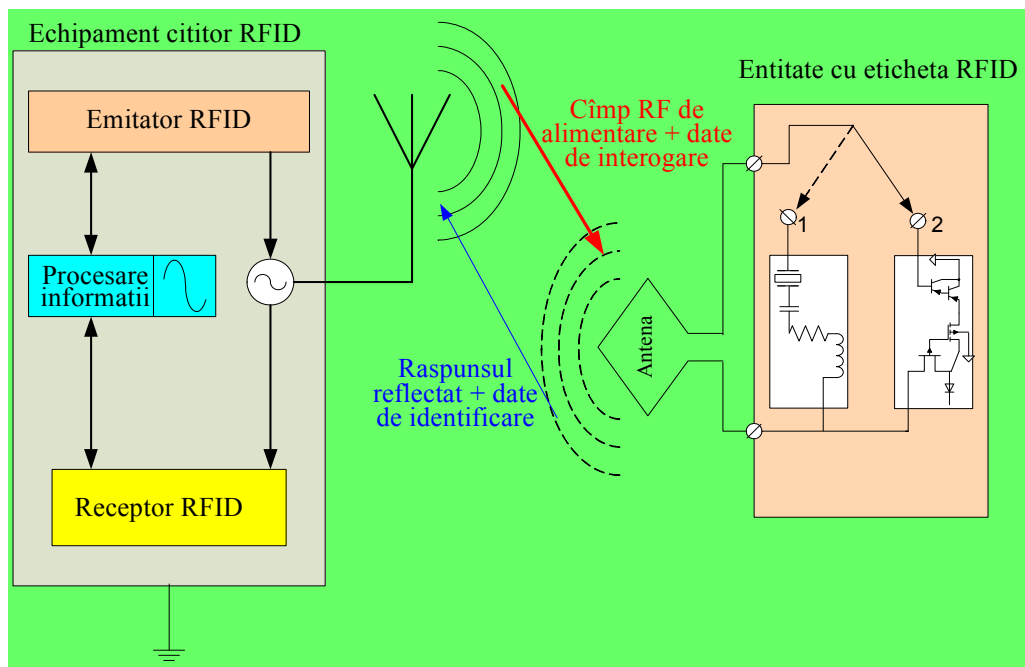 Echipament cititor RFID
Emitator RFID
Procesare
informatii
Receptor RFID
Cîmp RF de
alimentare + date
de interogare
Raspunsul
reflectat + date
de identificare
Antena
Entitate cu eticheta RFID
1
2